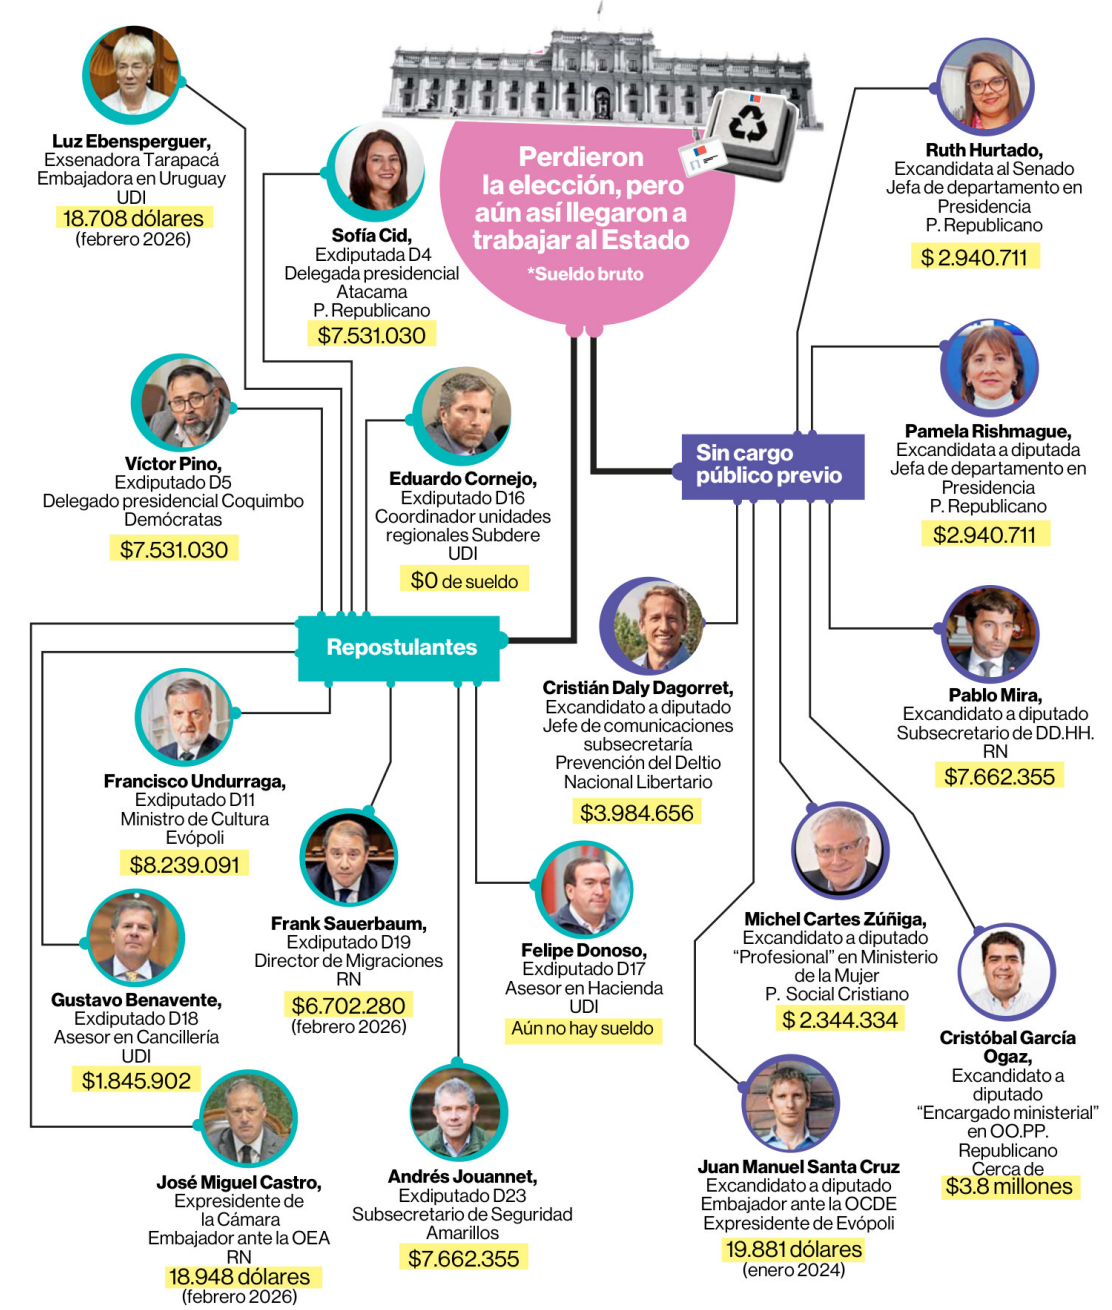 Perdieron
la elección, pero
aún así llegaron a
trabajar al Estado
*Sueldo bruto
Luz Ebensperguer,
Exsenadora Tarapacá
Embajadora en Uruguay
UDI
18.708 dólares
(febrero 2026)
Sofía Cid,
Exdiputada D4
Delegada presidencial
Atacama
P. Republicano
$7.531.030
Víctor Pino,
Exdiputado D5
Delegado presidencial Coquimbo
Demócratas
$7.531.030
Eduardo Cornejo,
Exdiputado D16
Coordinador unidades
regionales Subdere
UDI
$0 de sueldo
Repostulantes
Francisco Undurraga,
Exdiputado D11
Ministro de Cultura
Evópoli
$8.239.091
Gustavo Benavente,
Exdiputado D18
Asesor en Cancillería
UDI
$1.845.902
Frank Sauerbaum,
Exdiputado D19
Director de Migraciones
RN
$6.702.280
(febrero 2026)
Felipe Donoso,
Exdiputado D17
Asesor en Hacienda
UDI
Aún no hay sueldo
José Miguel Castro,
Expresidente de
la Cámara
Embajador ante la OEA
RN
18.948 dólares
(febrero 2026)
Andrés Jouannet,
Exdiputado D23
Subsecretario de Seguridad
Amarillos
$7.662.355
Sin cargo
público previo
Ruth Hurtado,
Excandidata al Senado
Jefa de departamento en
Presidencia
P. Republicano
$ 2.940.711
Pamela Rishmague,
Excandidata a diputada
Jefa de departamento en
Presidencia
P. Republicano
$2.940.711
Cristián Daly Dagorret,
Excandidato a diputado
Jefe de comunicaciones
subsecretaría
Prevención del Deltio
Nacional Libertario
$3.984.656
Pablo Mira,
Excandidato a diputado
Subsecretario de DD.HH.
RN
$7.662.355
Michel Cartes Zúñiga,
Excandidato a diputado
“Profesional” en Ministerio
de la Mujer
P. Social Cristiano
$ 2.344.334
Cristóbal García
Ogaz,
Excandidato a
diputado
“Encargado ministerial”
en OO.PP.
Republicano
Cerca de
$3.8 millones
Juan Manuel Santa Cruz
Excandidato a diputado
Embajador ante la OCDE
Expresidente de Evópoli
19.881 dólares
(enero 2024)